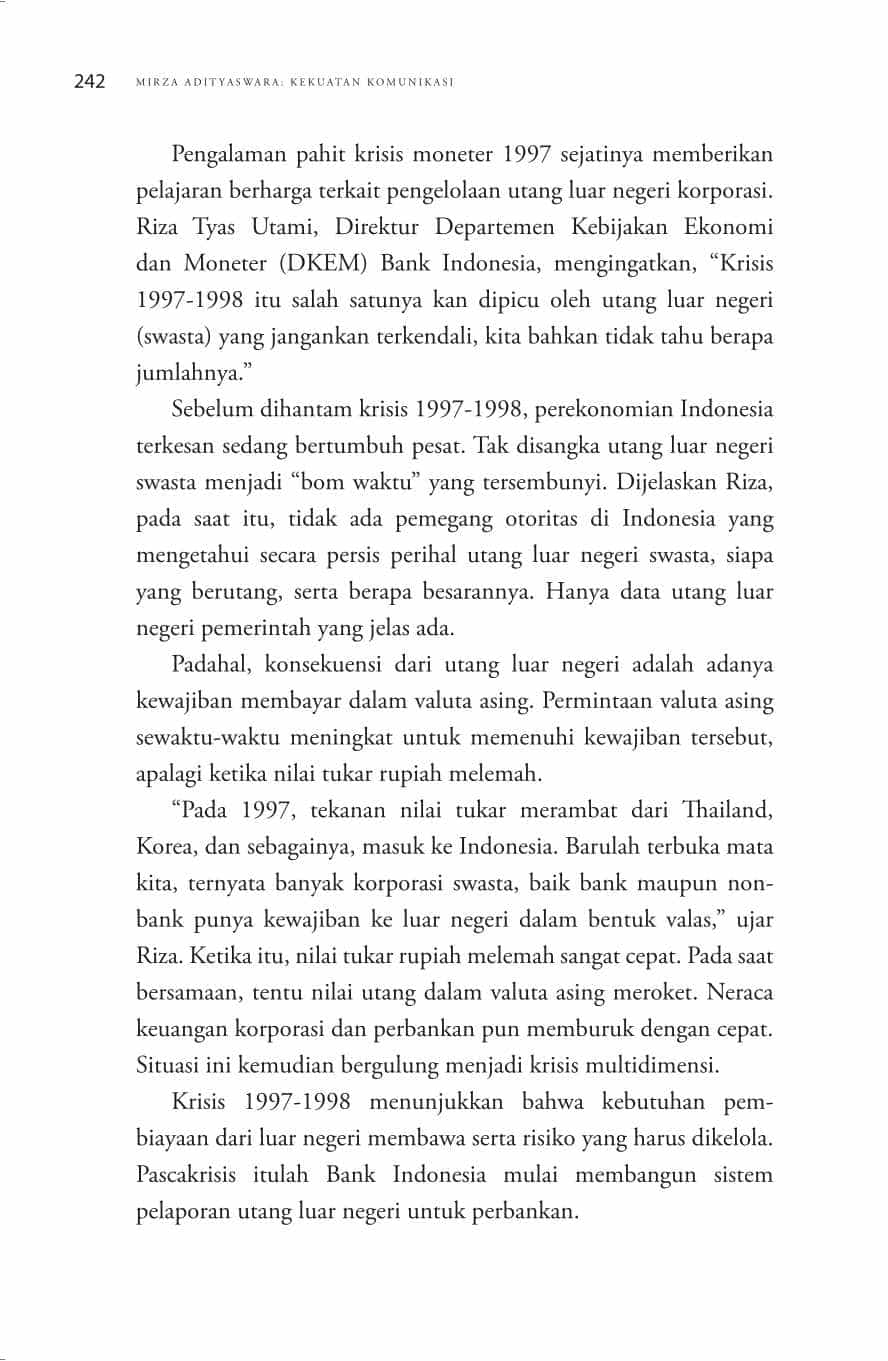 242 MIRZA ADITYASWARA: KEKUATAN KOMUNIKASI
Pengalaman pahit krisis moneter 1997 sejatinya memberikan
pelajaran berharga terkait pengelolaan utang luar negeri korporasi.
Riza Tyas Utami, Direktur Departemen Kebijakan Ekonomi
dan Moneter (DKEM) Bank Indonesia, mengingatkan, “Krisis
1997-1998 itu salah satunya kan dipicu oleh utang luar negeri
(swasta) yang jangankan terkendali, kita bahkan tidak tahu berapa
jumlahnya.”
Sebelum dihantam krisis 1997-1998, perekonomian Indonesia
terkesan sedang bertumbuh pesat. Tak disangka utang luar negeri
swasta menjadi “bom waktu” yang tersembunyi. Dijelaskan Riza,
pada saat itu, tidak ada pemegang otoritas di Indonesia yang
mengetahui secara persis perihal utang luar negeri swasta, siapa
yang berutang, serta berapa besarannya. Hanya data utang luar
negeri pemerintah yang jelas ada.
Padahal, konsekuensi dari utang luar negeri adalah adanya
kewajiban membayar dalam valuta asing. Permintaan valuta asing
sewaktu-waktu meningkat untuk memenuhi kewajiban tersebut,
apalagi ketika nilai tukar rupiah melemah.
“Pada 1997, tekanan nilai tukar merambat dari Thailand,
Korea, dan sebagainya, masuk ke Indonesia. Barulah terbuka mata
kita, ternyata banyak korporasi swasta, baik bank maupun non-
bank punya kewajiban ke luar negeri dalam bentuk valas,” ujar
Riza. Ketika itu, nilai tukar rupiah melemah sangat cepat. Pada saat
bersamaan, tentu nilai utang dalam valuta asing meroket. Neraca
keuangan korporasi dan perbankan pun memburuk dengan cepat.
Situasi ini kemudian bergulung menjadi krisis multidimensi.
Krisis 1997-1998 menunjukkan bahwa kebutuhan pem-
biayaan dari luar negeri membawa serta risiko yang harus dikelola.
Pascakrisis itulah Bank Indonesia mulai membangun sistem
pelaporan utang luar negeri untuk perbankan.